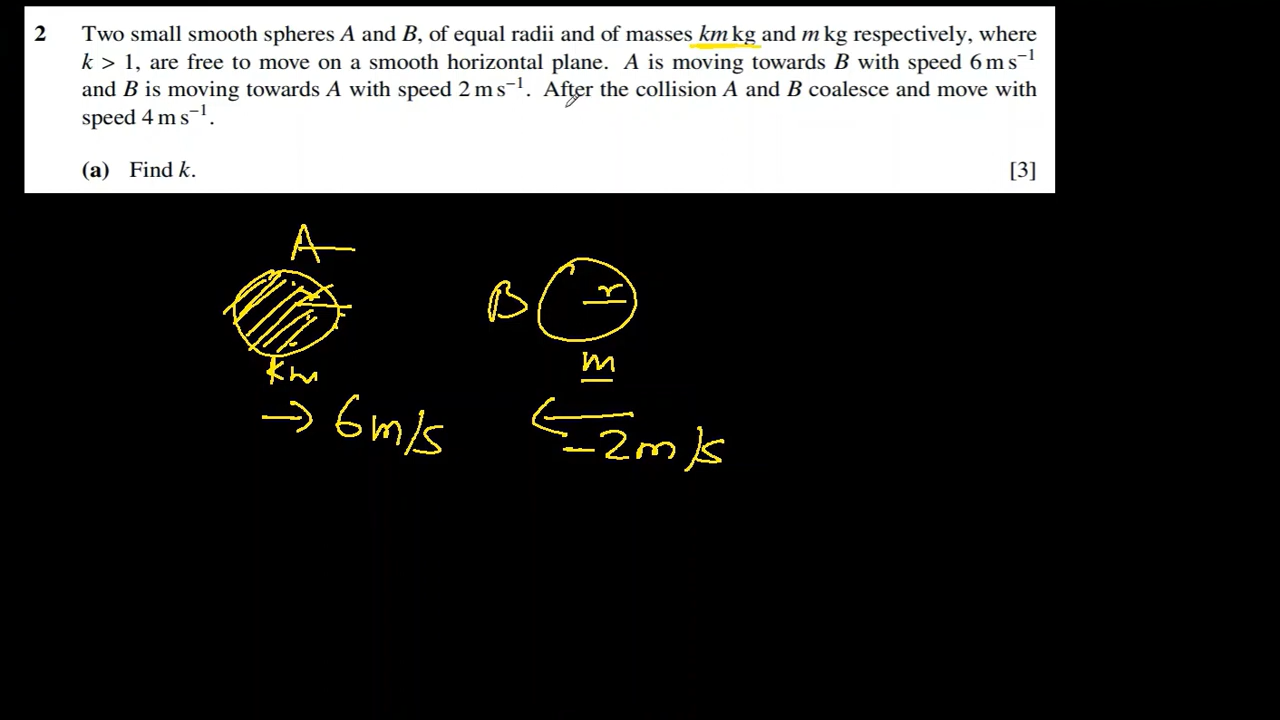 2 Two small smooth spheres A and B, of equal radii and of masses km kg and m kg respectively, where
k > 1, are free to move on a smooth horizontal plane. A is moving towards B with speed 6 m s⁻¹
and B is moving towards A with speed 2 m s⁻¹. After the collision A and B coalesce and move with
speed 4 m s⁻¹.
(a) Find k. [3]
A
B r
km m
→ 6m/s ←
-2m/s